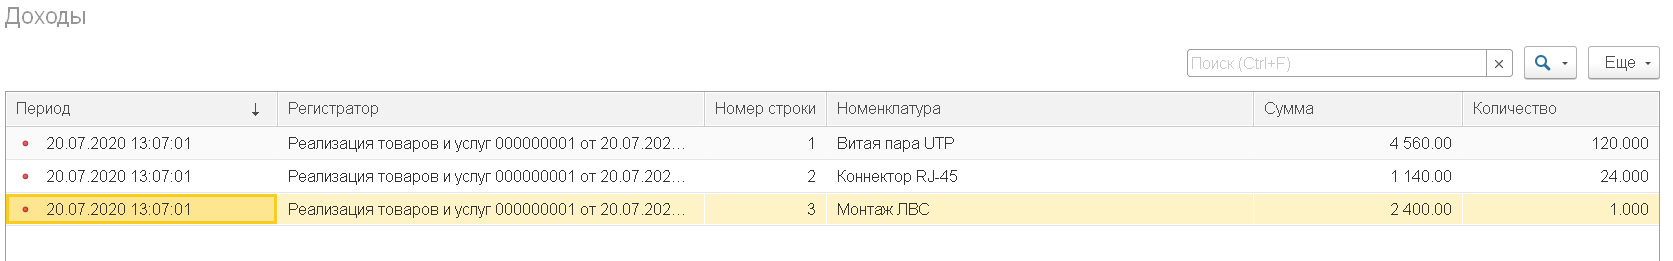 Доходы
Поиск (Ctrl+F) × Еще
Период ↓ Регистратор Номер строки Номенклатура Сумма Количество
20.07.2020 13:07:01 Реализация товаров и услуг 000000001 от 20.07.202... 1 Витая пара UTP 4 560.00 120.000
20.07.2020 13:07:01 Реализация товаров и услуг 000000001 от 20.07.202... 2 Коннектор RJ-45 1 140.00 24.000
20.07.2020 13:07:01 Реализация товаров и услуг 000000001 от 20.07.202... 3 Монтаж ЛВС 2 400.00 1.000